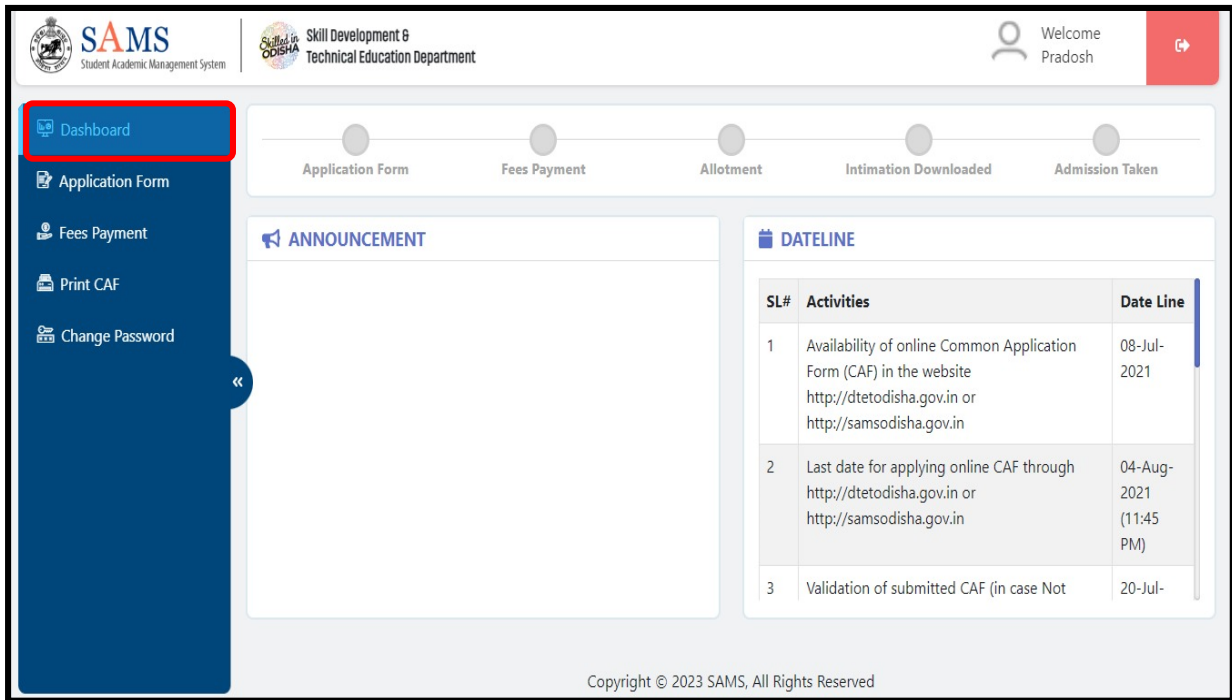 SAMS
Student Academic Management System
Skilled in
ODISHA
Skill Development &
Technical Education Department
Welcome
Pradosh
Dashboard
Application Form
Fees Payment
Print CAF
Change Password
Application Form
Fees Payment
Allotment
Intimation Downloaded
Admission Taken
ANNOUNCEMENT
DATELINE
SL# Activities Date Line
1 Availability of online Common Application 08-Jul-
Form (CAF) in the website 2021
http://dtetodisha.gov.in or
http://samsodisha.gov.in
2 Last date for applying online CAF through 04-Aug-
http://dtetodisha.gov.in or 2021
http://samsodisha.gov.in (11:45
PM)
3 Validation of submitted CAF (in case Not 20-Jul-
Copyright © 2023 SAMS, All Rights Reserved